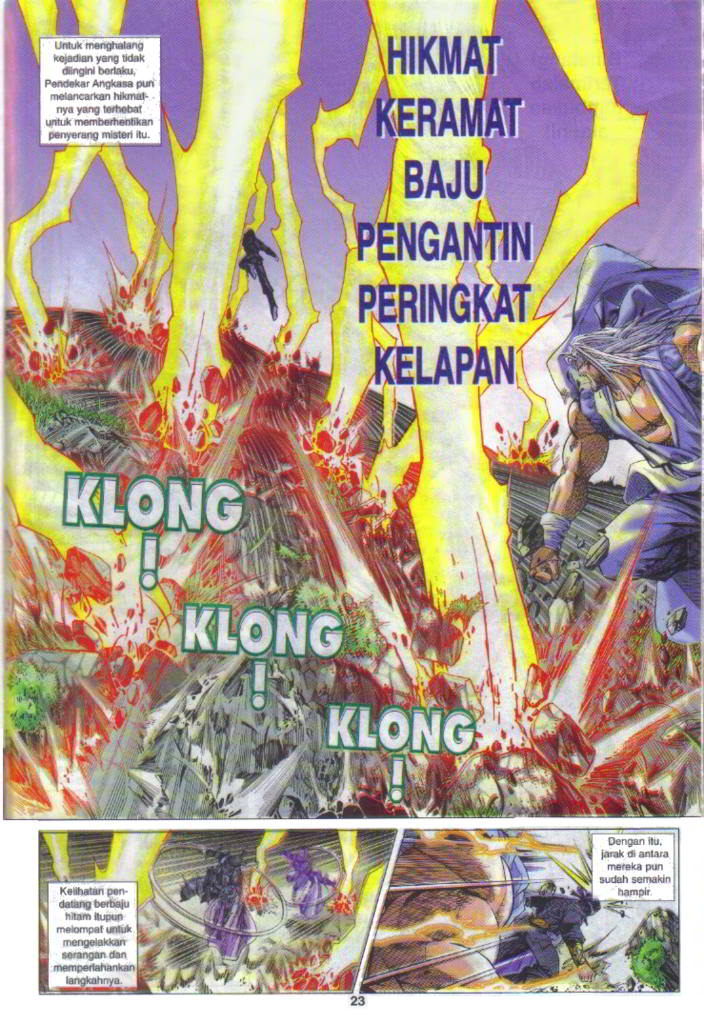 Untuk menghalang
kejadian yang tidak
diingini berlaku,
Pendekar Angkasa pun
melancarkan hikmat-
nya yang terhebat
untuk memberhentikan
penyerang misteri itu.
HIKMAT
KERAMAT
BAJU
PENGANTIN
PERINGKAT
KELAPAN
KLONG
!
KLONG
!
KLONG
!
Kelihatan pen-
datang berbaju
hitam itupun
melompat untuk
mengelakkan
serangan dan
memperlahankan
langkahnya.
Dengan itu,
jarak di antara
mereka pun
sudah semakin
hampir.
23